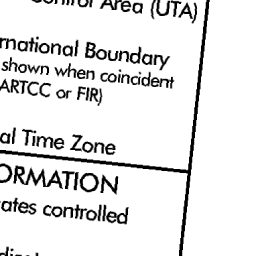 Control Area (UTA)
rnational Boundary
shown when coincident
ARTCC or FIR)
al Time Zone
ORMATION
ates controlled